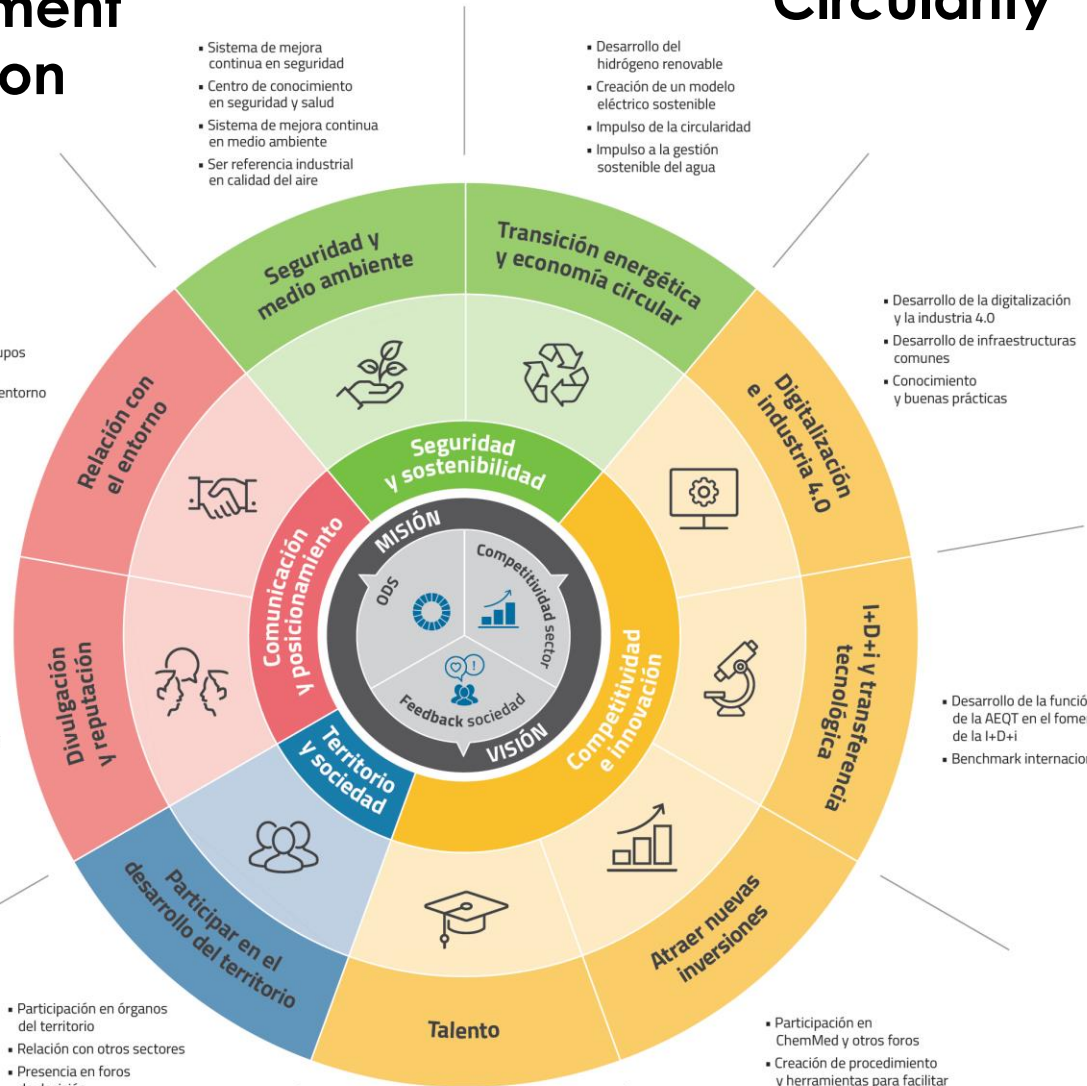 Circularity
▪ Sistema de mejora
continua en seguridad
▪ Centro de conocimiento
en seguridad y salud
▪ Sistema de mejora continua
en medio ambiente
▪ Ser referencia industrial
en calidad del aire
▪ Desarrollo del
hidrógeno renovable
▪ Creación de un modelo
eléctrico sostenible
▪ Impulso de la circularidad
▪ Impulso a la gestión
sostenible del agua
Seguridad y
medio ambiente
Transición energética
y economía circular
▪ Desarrollo de la digitalización
y la industria 4.0
▪ Desarrollo de infraestructuras
comunes
▪ Conocimiento
y buenas prácticas
entorno
Relación con
el entorno
Digitalización
e industria 4.0
Seguridad
y sostenibilidad
Comunicación
y posicionamiento
MISIÓN
ODS
Competitividad sector
Feedback sociedad
VISIÓN
Competitividad
e innovación
Territorio
y sociedad
Divulgación
y reputación
I+D+i y transferencia
tecnológica
▪ Desarrollo de la
de la AEQT en el
de la I+D+i
▪ Benchmark
Participar en el
desarrollo del territorio
Atraer nuevas
inversiones
Talento
▪ Participación en órganos
del territorio
▪ Relación con otros sectores
▪ Presencia en foros
▪ Participación en
ChemMed y otros foros
▪ Creación de procedimiento
y herramientas para facilitar